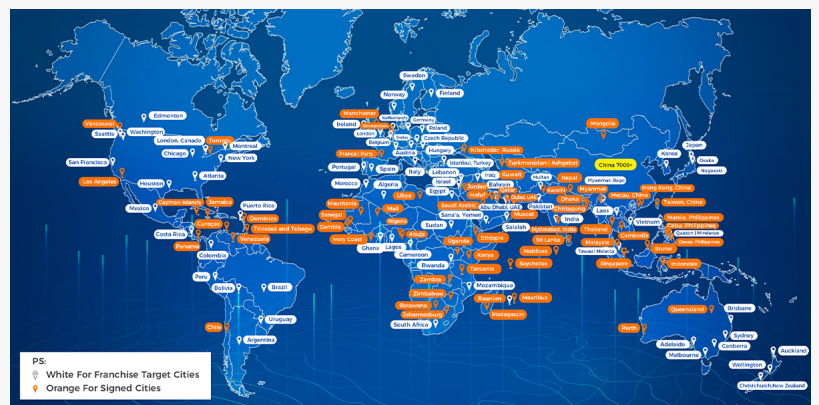 Sweden
Norway
Finland
Vancouver
Edmonton
Seattle
Washington
London, Canada
Toronto
Montreal
Chicago
New York
San Francisco
Los Angeles
Atlanta
Houston
Mexico
Cayman islands
Jamaica
Puerto Rico
Dominica
Curaçao
Trinidad and Tobago
Costa Rica
Venezuela
Panama
Colombia
Peru
Bolivia
Brazil
Uruguay
Chile
Argentina
Manchester
Ireland
Netherlands
Germany
London
Poland
Belgium
Czech Republic
France | Paris
Austria
Hungary
Krasnodar, Russia
Mongolia
Portugal
Spain
Italy
Istanbul, Turkey
Turkmenistan | Ashgabat
China 7000+
Korea
Japan
Osaka
Nagasaki
Lebanon
Israel
Iraq
Kuwait
Morocco
Algeria
Egypt
Jordan
Bahrain
Qatar
Multan
Nepal
Myanmar Bago
Libya
Hofuf
Dubai, UAE
Karachi
Dhaka
Myanmar
Hong Kong, China
Macau, China
Taiwan, China
Mauritania
Mali
Saudi Arabia
Abu Dhabi, UAE
Pakistan
Chittagong
Laos
Senegal
Nigeria
Sana'a, Yemen
Muscat
India
Vietnam
Manila, Philippines
Cebu, Philippines
Gambia
Sudan
Salalah
Hyderabad, India
Thailand
Cambodia
Ivory Coast
Abuja
Uganda
Ethiopia
Sri Lanka
Malaysia
Ghana
Lagos
Cameroon
Kenya
Maldives
Brunei
Rwanda
Tanzania
Seychelles
Singapore
Indonesia
Zambia
Mozambique
Zimbabwe
Reunion
Mauritius
Botswana
Johannesburg
Madagascar
South Africa
Queensland
Brisbane
Perth
Sydney
Adelaide
Canberra
Melbourne
Auckland
Wellington
Christchurch,New Zealand
PS:
White For Franchise Target Cities
Orange For Signed Cities